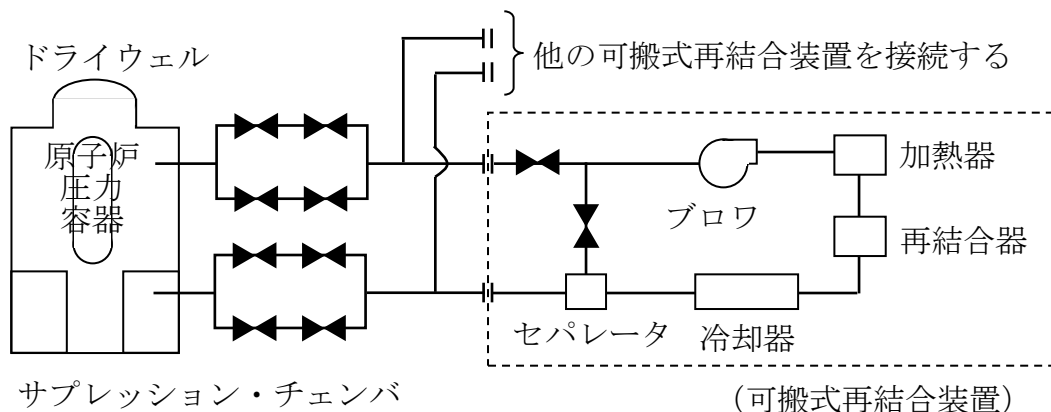 ドライウェル
他の可搬式再結合装置を接続する
原子炉
圧力
容器
加熱器
ブロワ
再結合器
セパレータ
冷却器
サプレッション・チェンバ
（可搬式再結合装置）